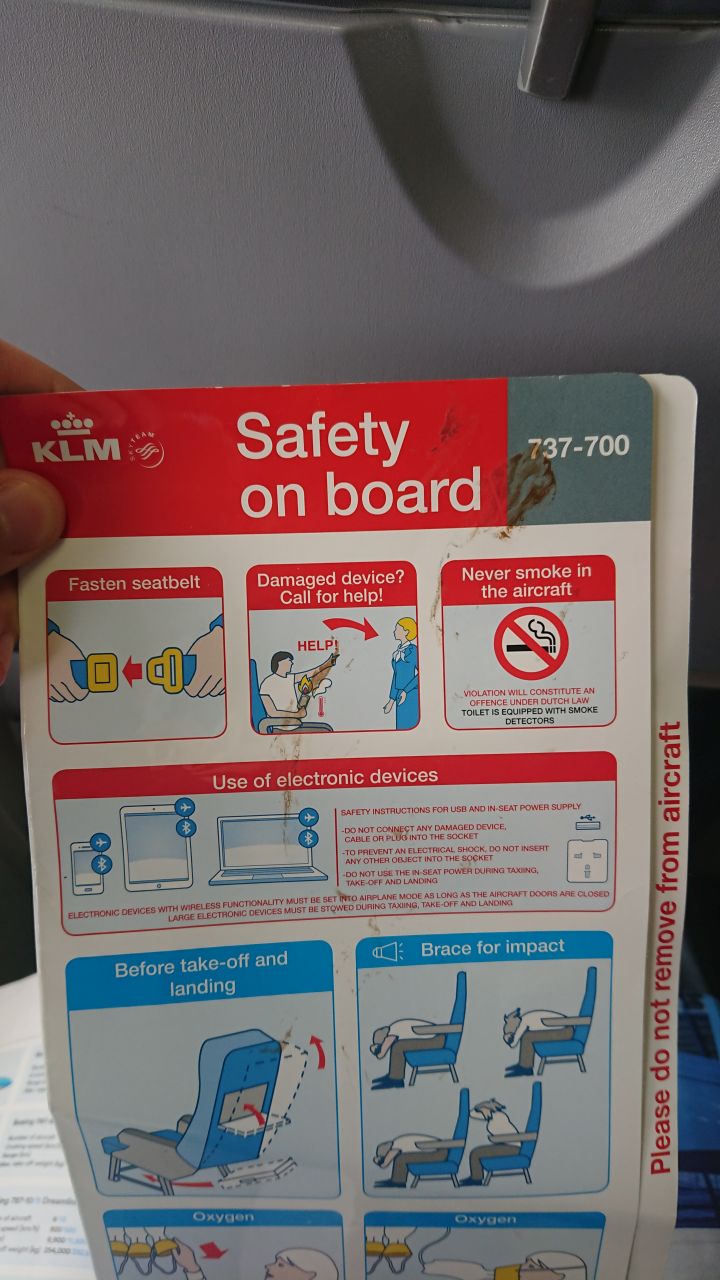 KLM
SKYTEAM
Safety
on board
737-700
Fasten seatbelt
Damaged device?
Call for help!
HELP!
Never smoke in
the aircraft
VIOLATION WILL CONSTITUTE AN
OFFENCE UNDER DUTCH LAW
TOILET IS EQUIPPED WITH SMOKE
DETECTORS
Use of electronic devices
SAFETY INSTRUCTIONS FOR USB AND IN-SEAT POWER SUPPLY
-DO NOT CONNECT ANY DAMAGED DEVICE,
CABLE OR PLUG INTO THE SOCKET
-TO PREVENT AN ELECTRICAL SHOCK, DO NOT INSERT
ANY OTHER OBJECT INTO THE SOCKET
-DO NOT USE THE IN-SEAT POWER DURING TAXIING,
TAKE-OFF AND LANDING
ELECTRONIC DEVICES WITH WIRELESS FUNCTIONALITY MUST BE SET INTO AIRPLANE MODE AS LONG AS THE AIRCRAFT DOORS ARE CLOSED
LARGE ELECTRONIC DEVICES MUST BE STOWED DURING TAXIING, TAKE-OFF AND LANDING
Before take-off and
landing
Brace for impact
Oxygen
Oxygen
Please do not remove from aircraft